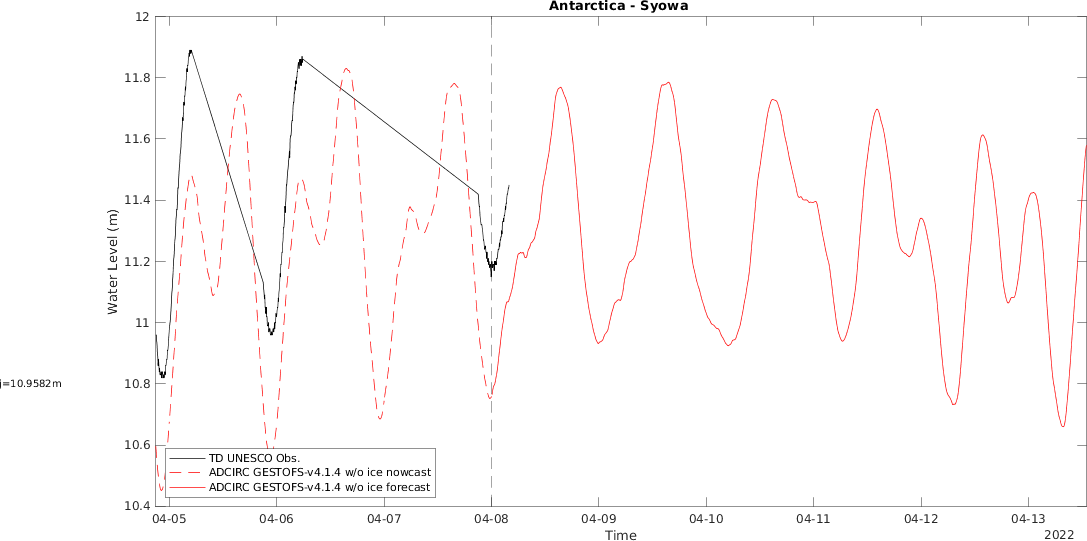 Antarctica - Syowa
12
11.8
11.6
11.4
11.2
11
10.8
10.6
10.4
Water Level (m)
j=10.9582m
TD UNESCO Obs.
ADCIRC GESTOFS-v4.1.4 w/o ice nowcast
ADCIRC GESTOFS-v4.1.4 w/o ice forecast
04-05 04-06 04-07 04-08 04-09 04-10 04-11 04-12 04-13
Time
2022